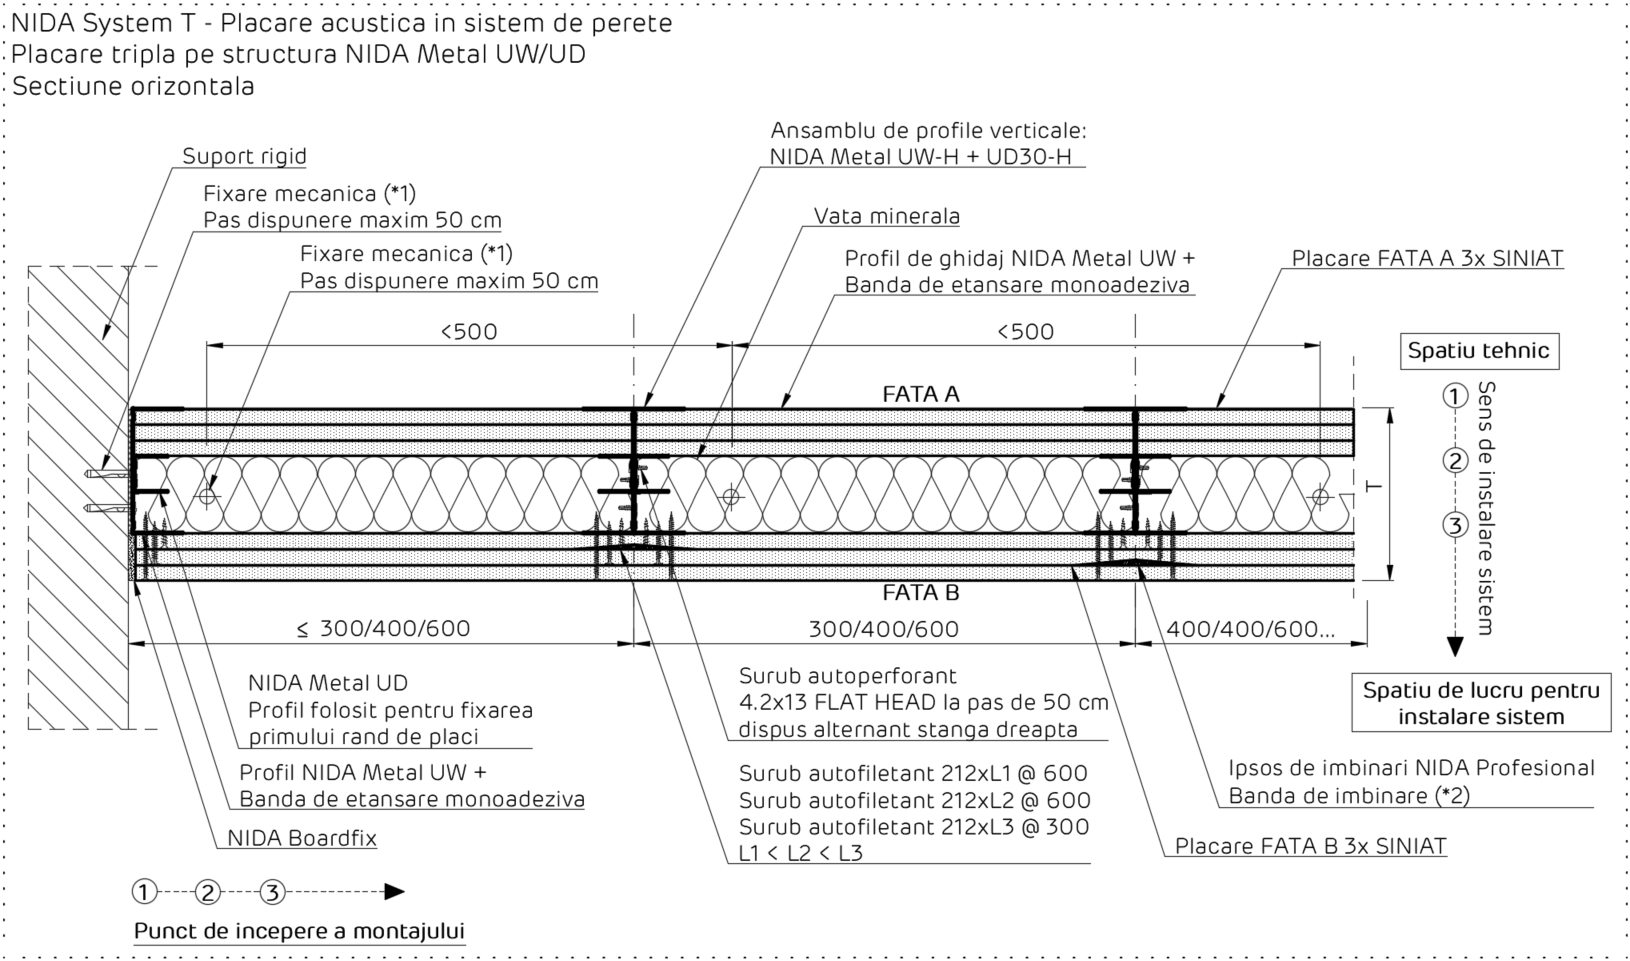 NIDA System T - Placare acustica in sistem de perete
Placare tripla pe structura NIDA Metal UW/UD
Sectiune orizontala
Ansamblu de profile verticale:
NIDA Metal UW-H + UD30-H
Suport rigid
Fixare mecanica (*1)
Pas dispunere maxim 50 cm
Fixare mecanica (*1)
Pas dispunere maxim 50 cm
Vata minerala
Profil de ghidaj NIDA Metal UW +
Banda de etansare monoadeziva
Placare FATA A 3x SINIAT
<500
<500
Spatiu tehnic
FATA A
1
2
3
Sens de instalare sistem
T
FATA B
≤ 300/400/600
300/400/600
400/400/600...
Spatiu de lucru pentru
instalare sistem
NIDA Metal UD
Profil folosit pentru fixarea
primului rand de placi
Surub autoperforant
4.2x13 FLAT HEAD la pas de 50 cm
dispus alternant stanga dreapta
Profil NIDA Metal UW +
Banda de etansare monoadeziva
Surub autofiletant 212xL1 @ 600
Surub autofiletant 212xL2 @ 600
Surub autofiletant 212xL3 @ 300
L1 < L2 < L3
Ipsos de imbinari NIDA Profesional
Banda de imbinare (*2)
NIDA Boardfix
Placare FATA B 3x SINIAT
1 2 3
Punct de incepere a montajului